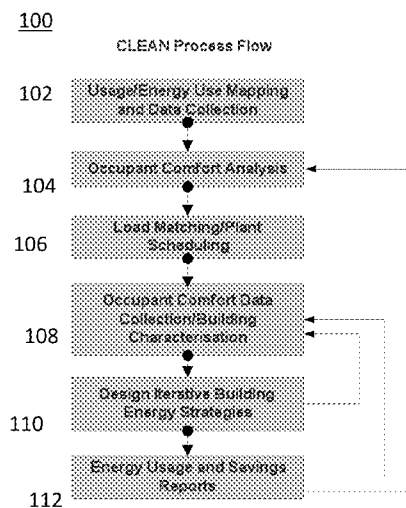 100
CLEAN Process Flow
102
Usage/Energy Use Mapping
and Data Collection
104
Occupant Comfort Analysis
106
Load Matching/Plant
Scheduling
108
Occupant Comfort Data
Collection/Building
Characterisation
110
Design Iterative Building
Energy Strategies
112
Energy Usage and Savings
Reports